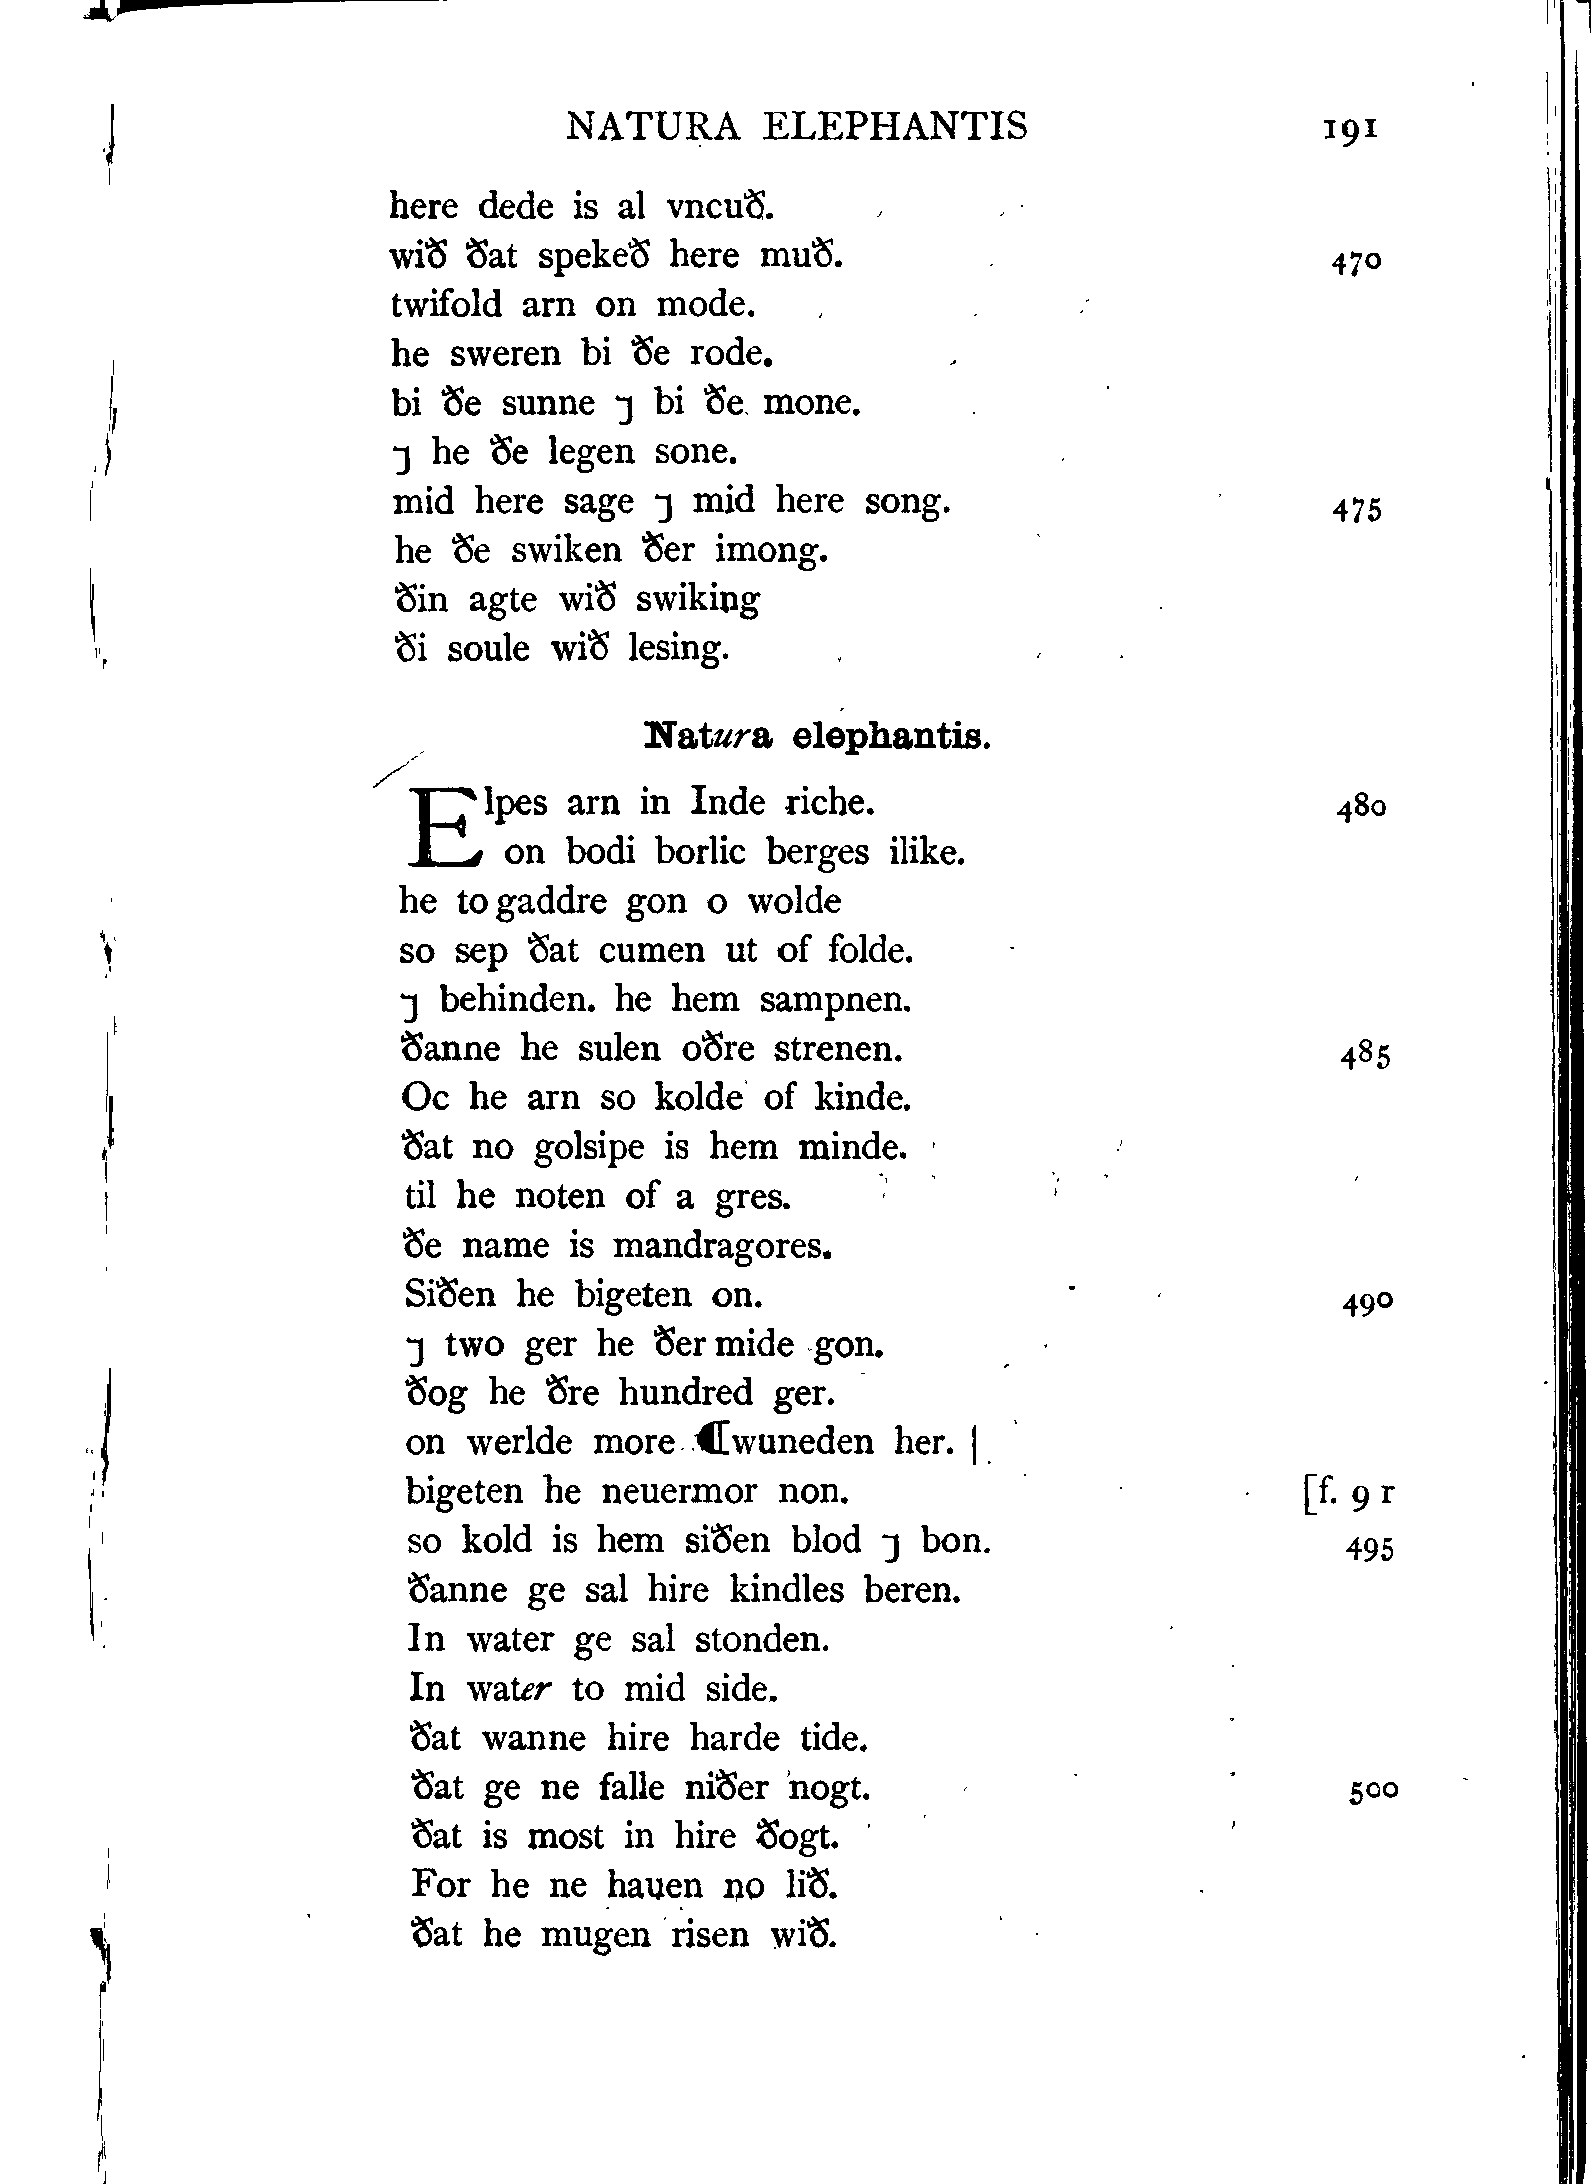 NATURA ELEPHANTIS 191
here dede is al vncuð.
wið ðat spekeð here muð. 470
twifold arn on mode.
he sweren bi ðe rode.
bi ðe sunne ⁊ bi ðe mone.
⁊ he ðe legen sone.
mid here sage ⁊ mid here song. 475
he ðe swiken ðer imong.
ðin agte wið swiking
ði soule wið lesing.
Natura elephantis.
Elpes arn in Inde riche. 480
on bodi borlic berges ilike.
he to gaddre gon o wolde
so sep ðat cumen ut of folde.
⁊ behinden. he hem sampnen.
ðanne he sulen oðre strenen. 485
Oc he arn so kolde of kinde.
ðat no golsipe is hem minde.
til he noten of a gres.
ðe name is mandragores.
Siðen he bigeten on. 490
⁊ two ger he ðer mide gon.
ðog he ðre hundred ger.
on werlde more ¶wuneden her. |
bigeten he neuermor non. [f. 9 r
so kold is hem siðen blod ⁊ bon. 495
ðanne ge sal hire kindles beren.
In water ge sal stonden.
In water to mid side.
ðat wanne hire harde tide.
ðat ge ne falle niðer nogt. 500
ðat is most in hire ðogt.
For he ne hauen no lið.
ðat he mugen risen wið.